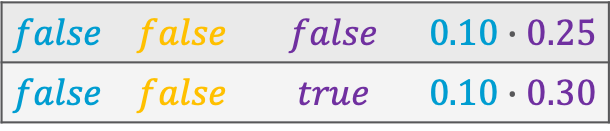 false false false 0.10 · 0.25
false false true 0.10 · 0.30